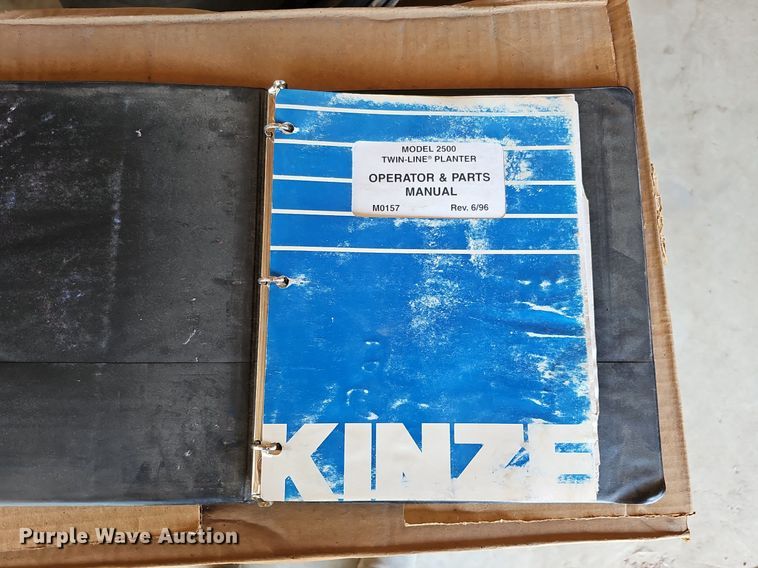 MODEL 2500
TWIN-LINE® PLANTER
OPERATOR & PARTS
MANUAL
M0157 Rev. 6/96
KINZE
Purple Wave Auction